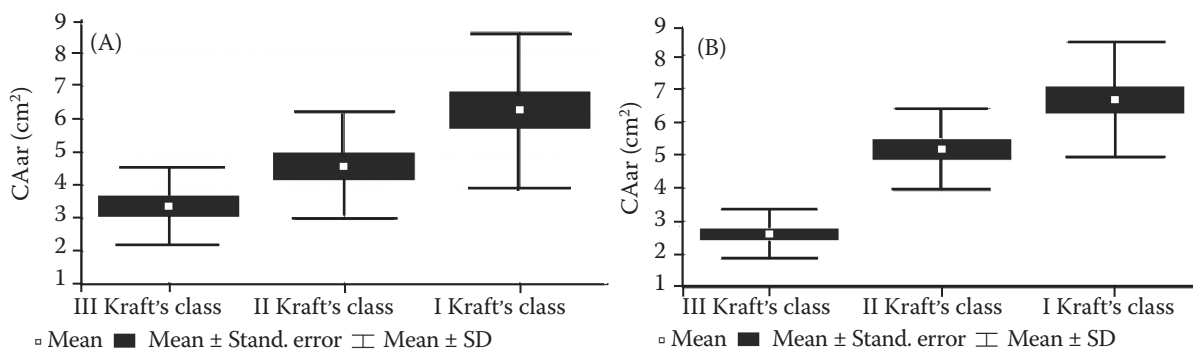 (A)
CAar (cm²)
9
8
7
6
5
4
3
2
1
III Kraft's class II Kraft's class I Kraft's class
Mean Mean ± Stand. error Mean ± SD
(B)
CAar (cm²)
9
8
7
6
5
4
3
2
1
III Kraft's class II Kraft's class I Kraft's class
Mean Mean ± Stand. error Mean ± SD